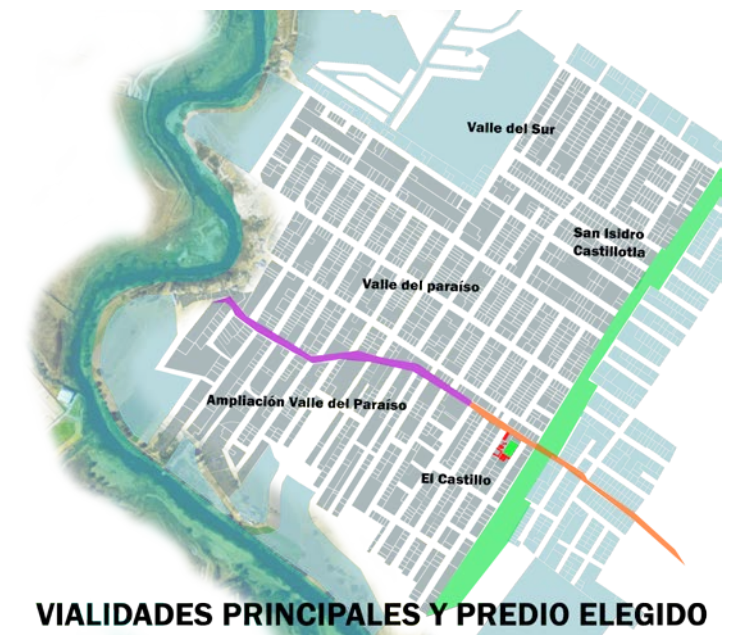 Valle del Sur
San Isidro
Castillotla
Valle del paraíso
Ampliación Valle del Paraíso
El Castillo
VIALIDADES PRINCIPALES Y PREDIO ELEGIDO